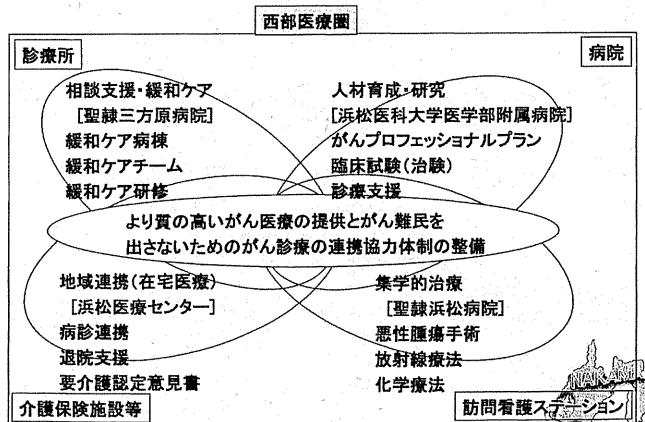 西部医療圏
診療所
病院
相談支援・緩和ケア
[聖隷三方原病院]
緩和ケア病棟
緩和ケアチーム
緩和ケア研修
人材育成・研究
[浜松医科大学医学部附属病院]
がんプロフェッショナルプラン
臨床試験(治験)
診療支援
より質の高いがん医療の提供とがん難民を
出さないためのがん診療の連携協力体制の整備
地域連携(在宅医療)
[浜松医療センター]
病診連携
退院支援
要介護認定意見書
集学的治療
[聖隷浜松病院]
悪性腫瘍手術
放射線療法
化学療法
介護保険施設等
訪問看護ステーション